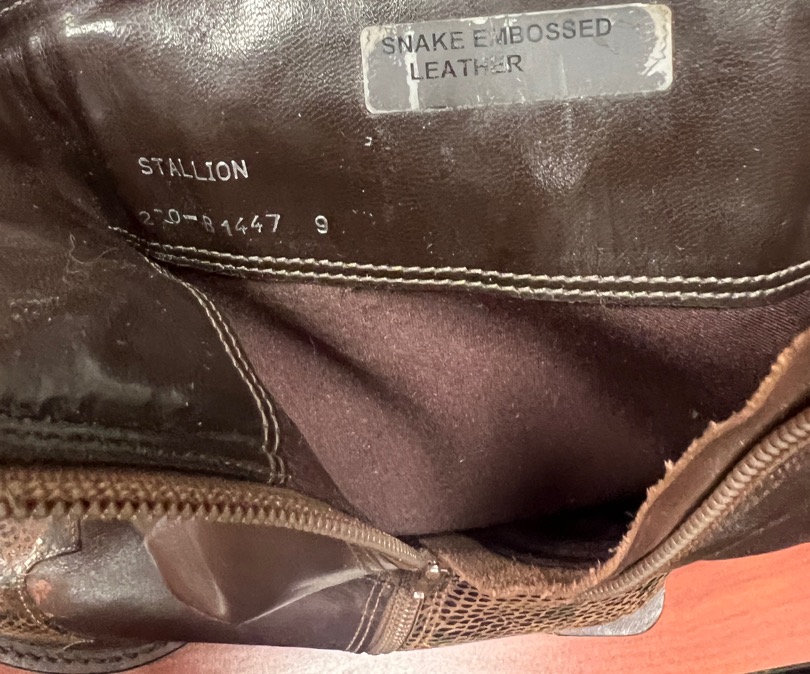 SNAKE EMBOSSED
LEATHER
STALLION
9